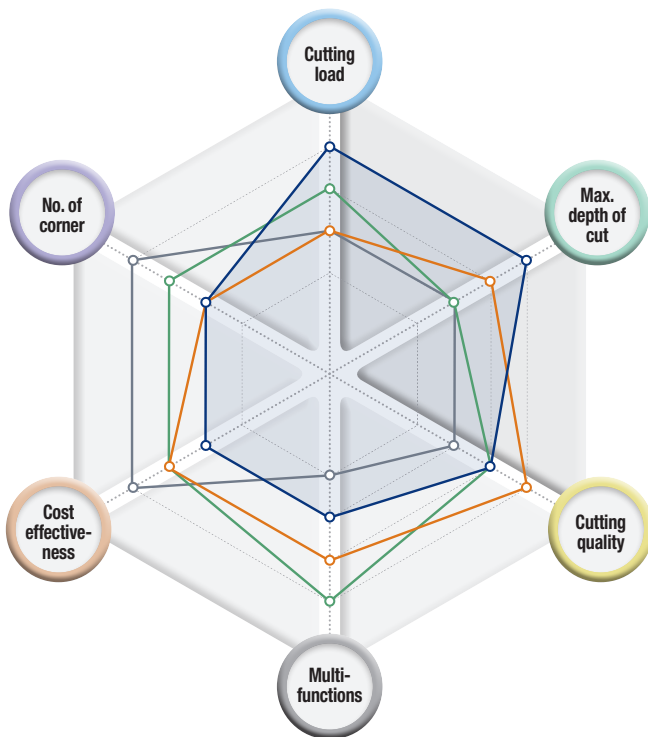 Cutting
load
No. of
corner
Max.
depth of
cut
Cost
effective-
ness
Cutting
quality
Multi-
functions